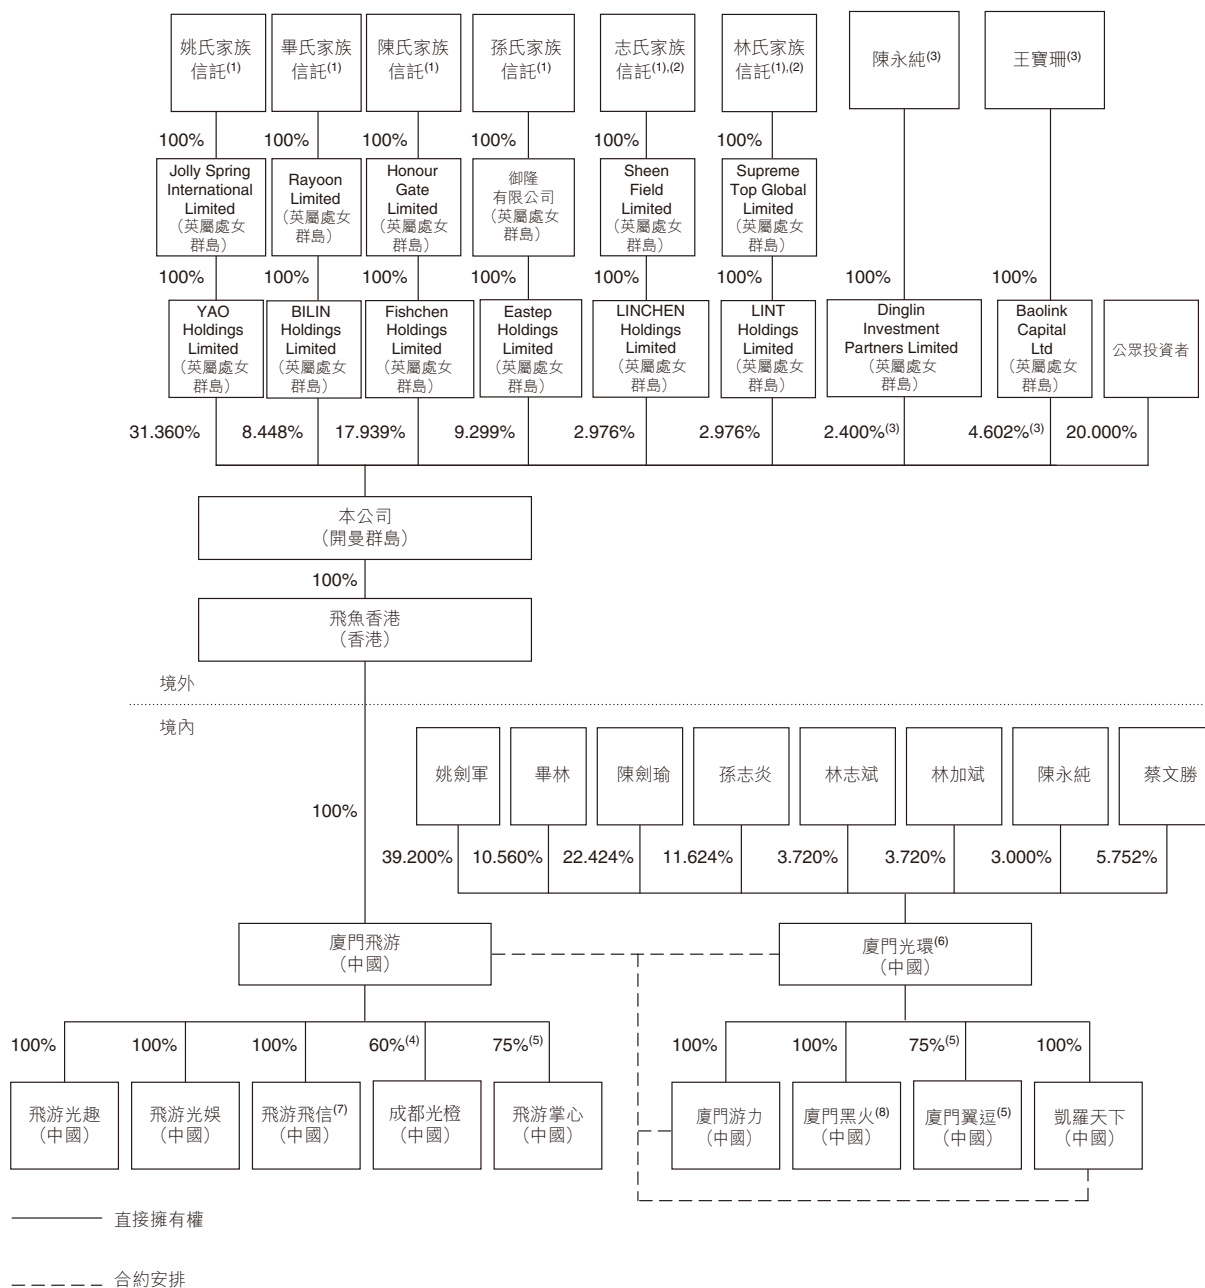 姚氏家族
信託(1)
畢氏家族
信託(1)
陳氏家族
信託(1)
孫氏家族
信託(1)
志氏家族
信託(1),(2)
林氏家族
信託(1),(2)
陳永純(3)
王寶珊(3)
100%
100%
100%
100%
100%
100%
Jolly Spring
International
Limited
（英屬處女
群島）
Rayoon
Limited
（英屬處女
群島）
Honour
Gate
Limited
（英屬處女
群島）
御隆
有限公司
（英屬處女
群島）
Sheen
Field
Limited
（英屬處女
群島）
Supreme
Top Global
Limited
（英屬處女
群島）
100%
100%
100%
100%
100%
100%
100%
100%
YAO
Holdings
Limited
（英屬處女
群島）
BILIN
Holdings
Limited
（英屬處女
群島）
Fishchen
Holdings
Limited
（英屬處女
群島）
Eastep
Holdings
Limited
（英屬處女
群島）
LINCHEN
Holdings
Limited
（英屬處女
群島）
LINT
Holdings
Limited
（英屬處女
群島）
Dinglin
Investment
Partners Limited
（英屬處女
群島）
Baolink
Capital
Ltd
（英屬處女
群島）
公眾投資者
31.360%
8.448%
17.939%
9.299%
2.976%
2.976%
2.400%(3)
4.602%(3)
20.000%
本公司
（開曼群島）
100%
飛魚香港
（香港）
境外
境內
100%
姚劍軍
畢林
陳劍瑜
孫志炎
林志斌
林加斌
陳永純
蔡文勝
39.200%
10.560%
22.424%
11.624%
3.720%
3.720%
3.000%
5.752%
廈門飛游
（中國）
廈門光環(6)
（中國）
100%
100%
100%
60%(4)
75%(5)
100%
100%
75%(5)
100%
飛游光趣
（中國）
飛游光娛
（中國）
飛游飛信(7)
（中國）
成都光橙
（中國）
飛游掌心
（中國）
廈門游力
（中國）
廈門黑火(8)
（中國）
廈門翼逗(5)
（中國）
凱羅天下
（中國）
直接擁有權
合約安排